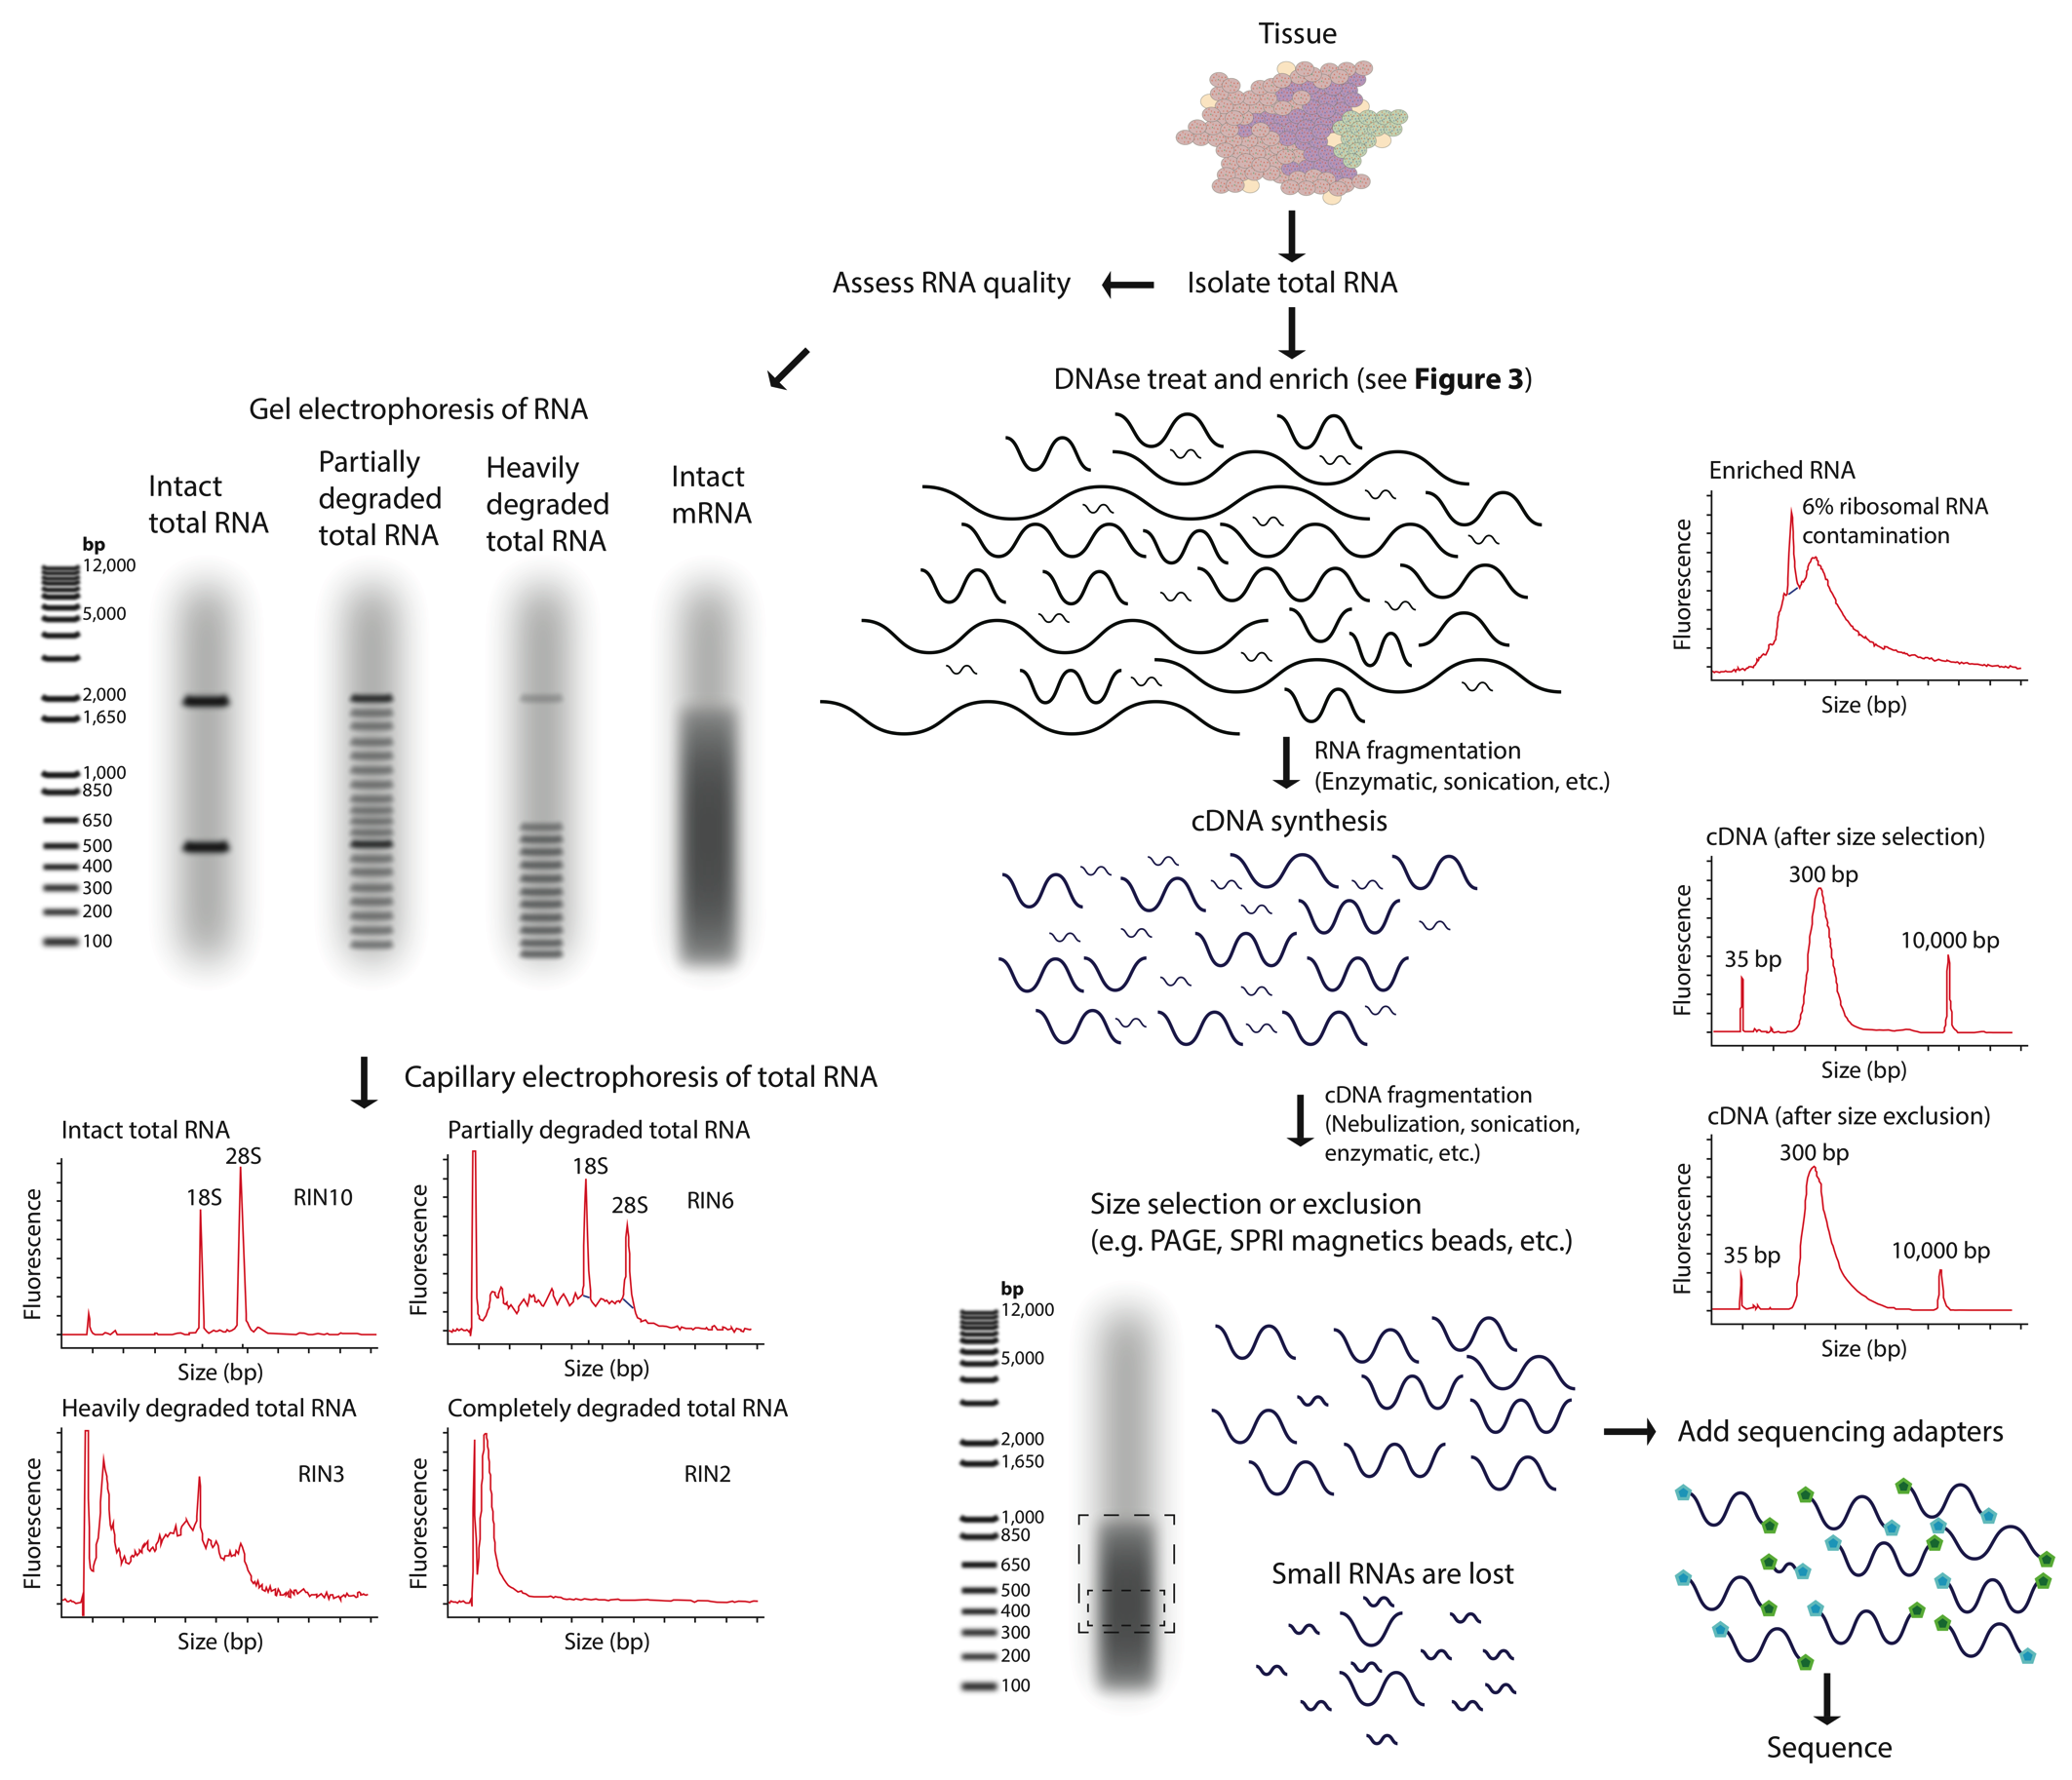 Tissue
Isolate total RNA
Assess RNA quality
DNAse treat and enrich (see Figure 3)
Gel electrophoresis of RNA
Intact
total RNA
Partially
degraded
total RNA
Heavily
degraded
total RNA
Intact
mRNA
bp
12,000
5,000
2,000
1,650
1,000
850
650
500
400
300
200
100
Capillary electrophoresis of total RNA
Intact total RNA
18S
28S
RIN10
Fluorescence
Size (bp)
Partially degraded total RNA
18S
28S
RIN6
Fluorescence
Size (bp)
Heavily degraded total RNA
RIN3
Fluorescence
Size (bp)
Completely degraded total RNA
RIN2
Fluorescence
Size (bp)
RNA fragmentation
(Enzymatic, sonication, etc.)
cDNA synthesis
cDNA fragmentation
(Nebulization, sonication,
enzymatic, etc.)
Size selection or exclusion
(e.g. PAGE, SPRI magnetics beads, etc.)
bp
12,000
5,000
2,000
1,650
1,000
850
650
500
400
300
200
100
Small RNAs are lost
Enriched RNA
6% ribosomal RNA
contamination
Fluorescence
Size (bp)
cDNA (after size selection)
300 bp
35 bp
10,000 bp
Fluorescence
Size (bp)
cDNA (after size exclusion)
300 bp
35 bp
10,000 bp
Fluorescence
Size (bp)
Add sequencing adapters
Sequence